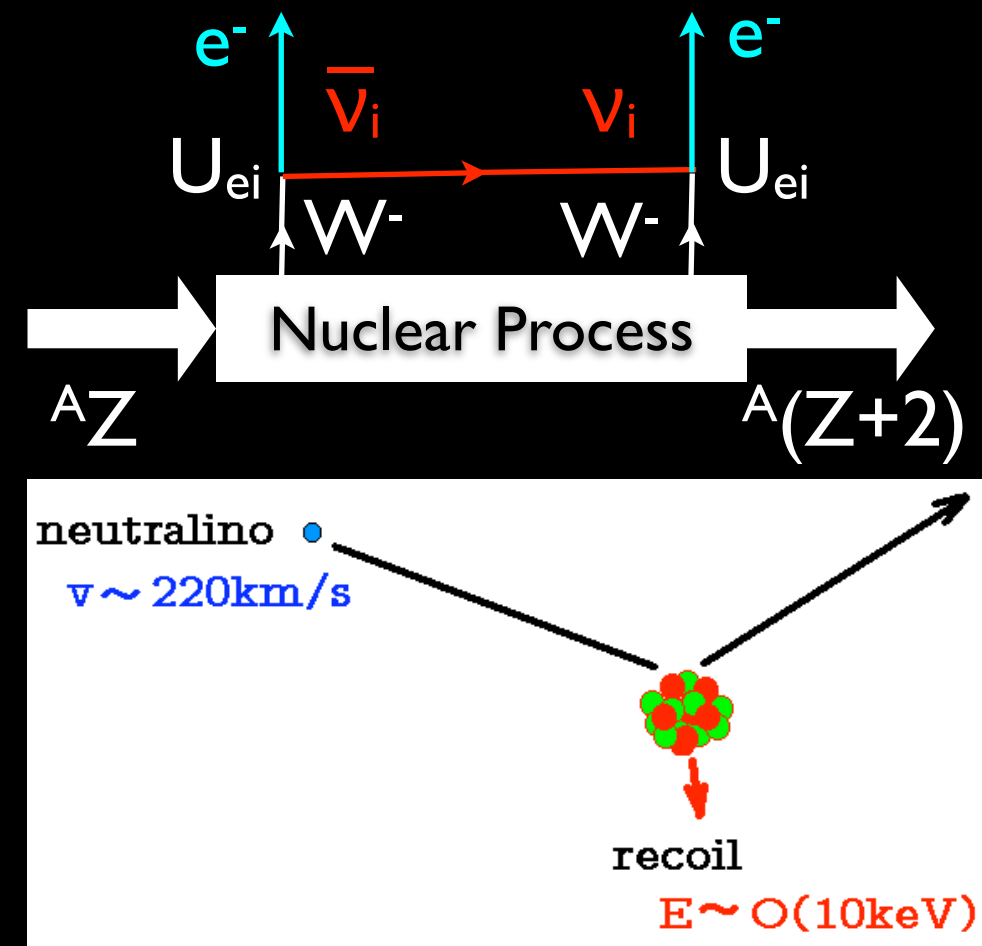 e⁻ e⁻
ν̅ᵢ νᵢ
Uₑᵢ Uₑᵢ
W⁻ W⁻
Nuclear Process
ᴬZ ᴬ(Z+2)
neutralino
v~220km/s
recoil
E~O(10keV)